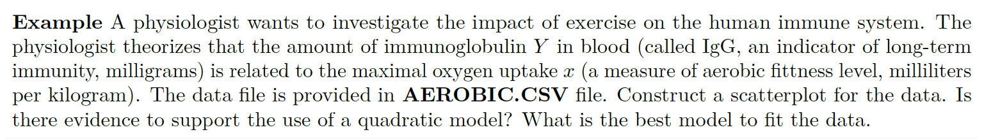 Example A physiologist wants to investigate the impact of exercise on the human immune system. The
physiologist theorizes that the amount of immunoglobulin Y in blood (called IgG, an indicator of long-term
immunity, milligrams) is related to the maximal oxygen uptake x (a measure of aerobic fittness level, milliliters
per kilogram). The data file is provided in AEROBIC.CSV file. Construct a scatterplot for the data. Is
there evidence to support the use of a quadratic model? What is the best model to fit the data.